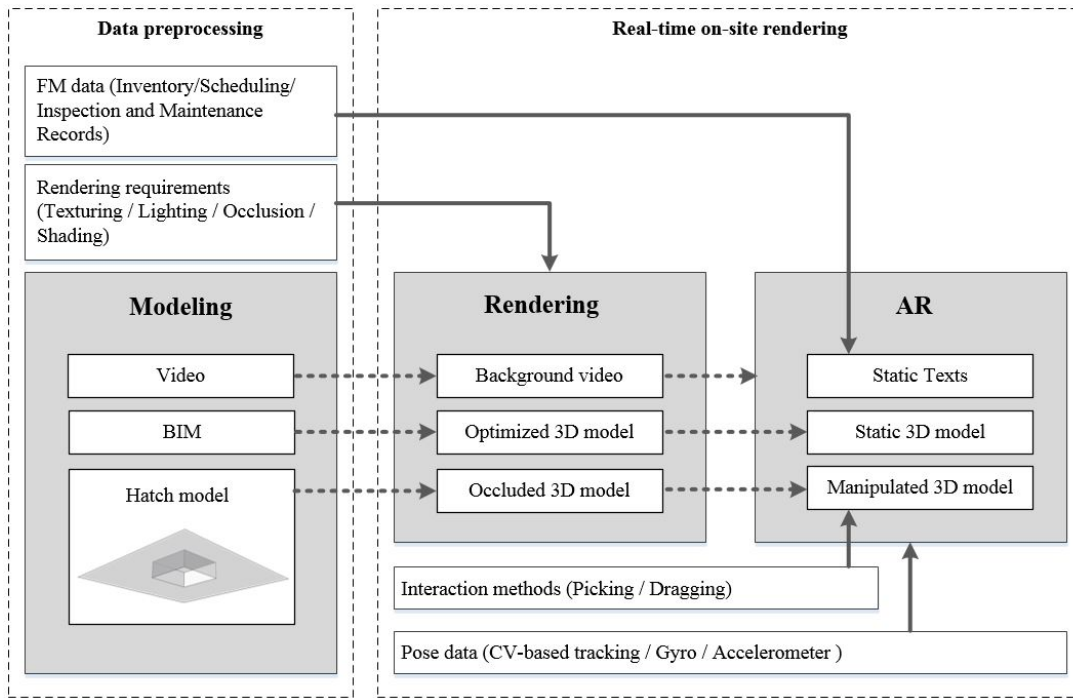 Data preprocessing
FM data (Inventory/Scheduling/
Inspection and Maintenance
Records)
Rendering requirements
(Texturing / Lighting / Occlusion /
Shading)
Modeling
Video
BIM
Hatch model
Real-time on-site rendering
Rendering
Background video
Optimized 3D model
Occluded 3D model
AR
Static Texts
Static 3D model
Manipulated 3D model
Interaction methods (Picking / Dragging)
Pose data (CV-based tracking / Gyro / Accelerometer )